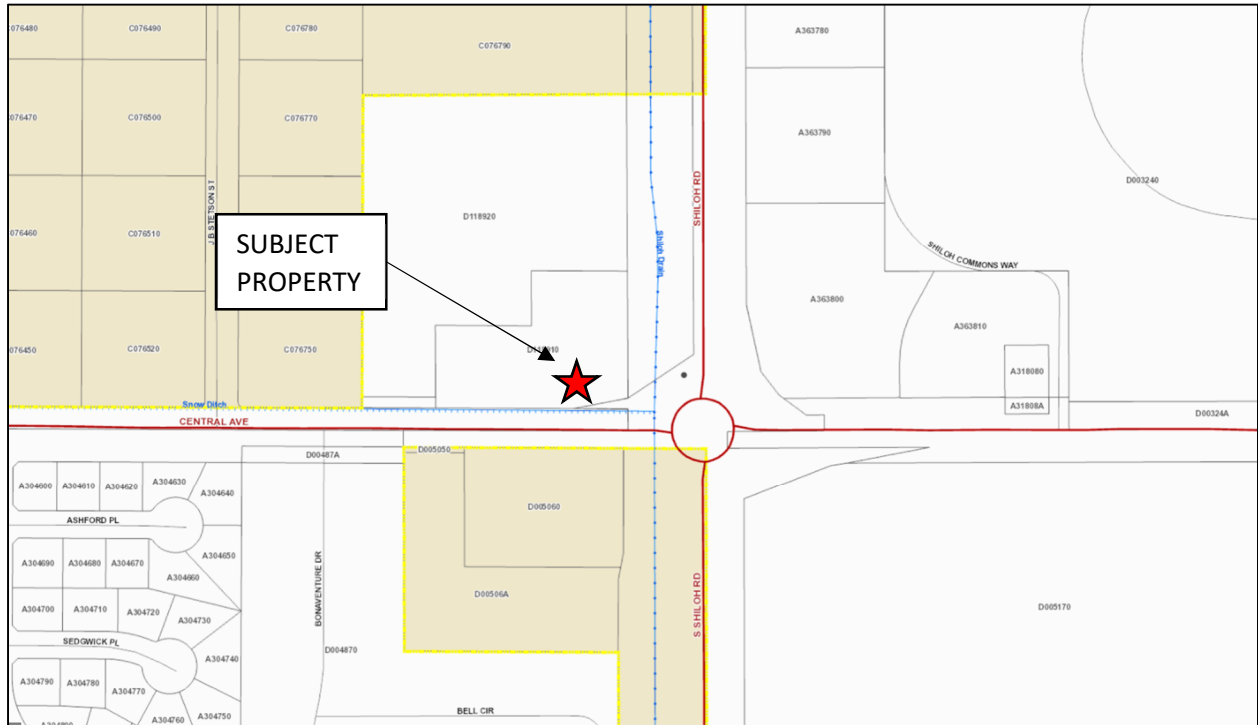 076480
C076490
C076780
C076790
A363780
076470
C076500
C076770
A363790
D003240
J B STETSON ST
SHILOH RD
D118920
076460
C076510
SUBJECT
PROPERTY
Shiloh Drain
SHILOH COMMONS WAY
A363800
A363810
076450
C076520
C076750
A318080
Snow Ditch
A31808A
D00324A
CENTRAL AVE
D00487A
D005050
A304600
A304610
A304620
A304630
A304640
D005060
ASHFORD PL
A304650
A304690
A304680
A304670
A304660
BONAVENTURE DR
D00506A
S SHILOH RD
D005170
A304700
A304710
A304720
A304730
SEDGWICK PL
A304740
D004870
A304790
A304780
A304770
A304760
A304750
BELL CIR